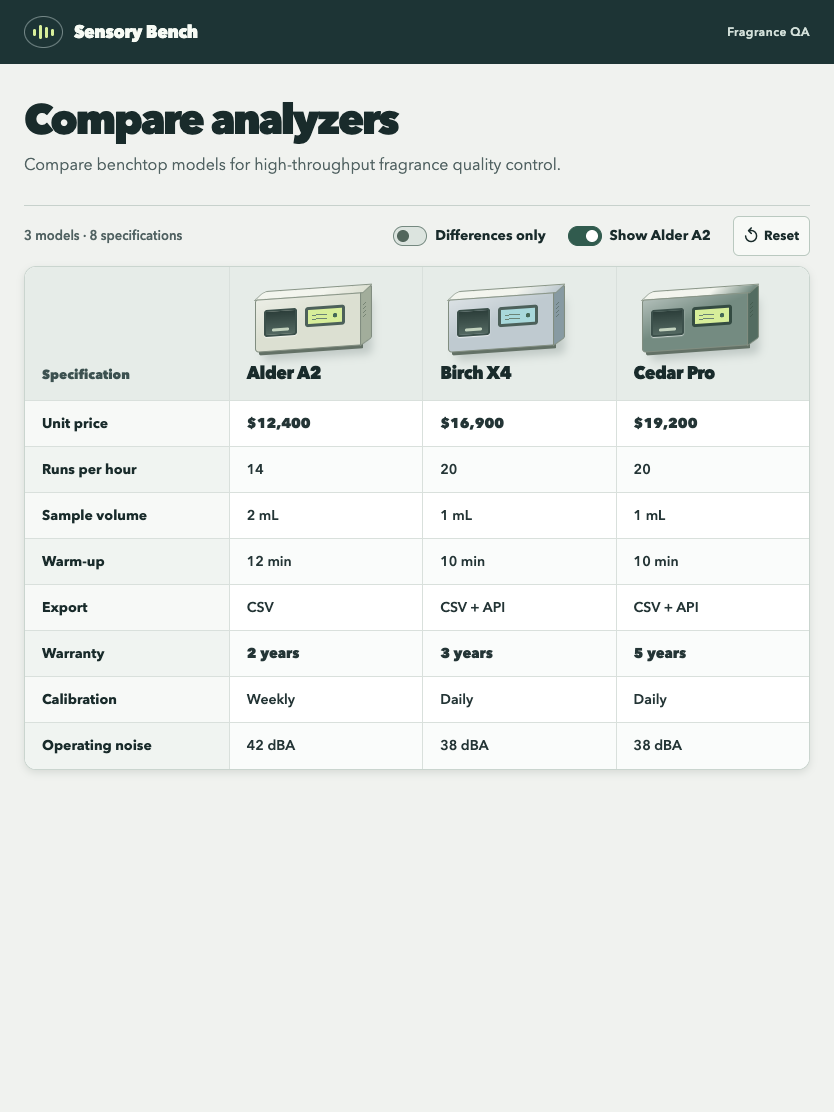 Sensory Bench
Fragrance QA
Compare analyzers
Compare benchtop models for high-throughput fragrance quality control.
3 models · 8 specifications
Differences only
Show Alder A2
Reset
Specification Alder A2 Birch X4 Cedar Pro
Unit price $12,400 $16,900 $19,200
Runs per hour 14 20 20
Sample volume 2 mL 1 mL 1 mL
Warm-up 12 min 10 min 10 min
Export CSV CSV + API CSV + API
Warranty 2 years 3 years 5 years
Calibration Weekly Daily Daily
Operating noise 42 dBA 38 dBA 38 dBA